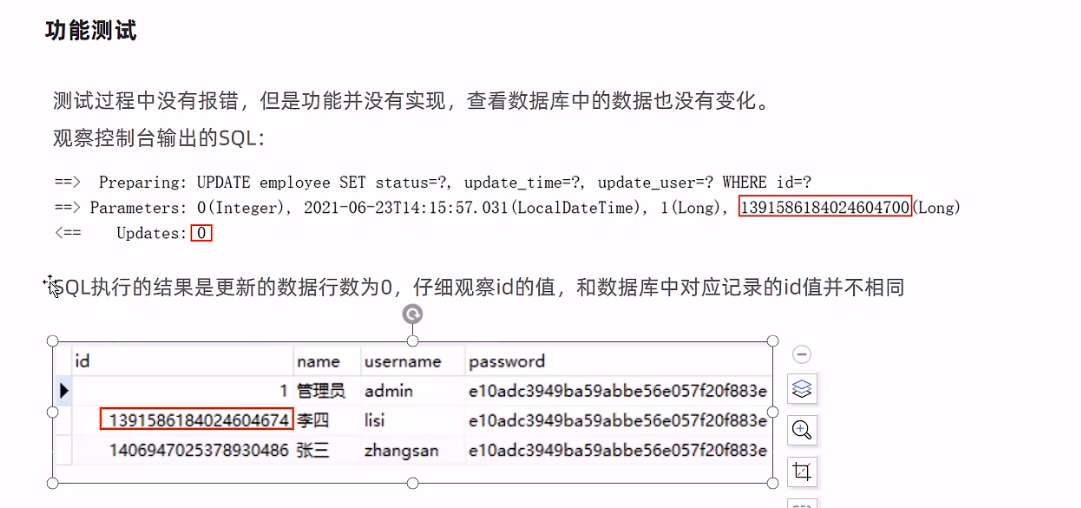 功能测试
测试过程中没有报错，但是功能并没有实现，查看数据库中的数据也没有变化。
观察控制台输出的SQL：
==> Preparing: UPDATE employee SET status=?, update_time=?, update_user=? WHERE id=?
==> Parameters: 0(Integer), 2021-06-23T14:15:57.031(LocalDateTime), 1(Long), 1391586184024604700(Long)
<== Updates: 0
SQL执行的结果是更新的数据行数为0，仔细观察id的值，和数据库中对应记录的id值并不相同
id name username password
1 管理员 admin e10adc3949ba59abbe56e057f20f883e
1391586184024604674 李四 lisi e10adc3949ba59abbe56e057f20f883e
1406947025378930486 张三 zhangsan e10adc3949ba59abbe56e057f20f883e